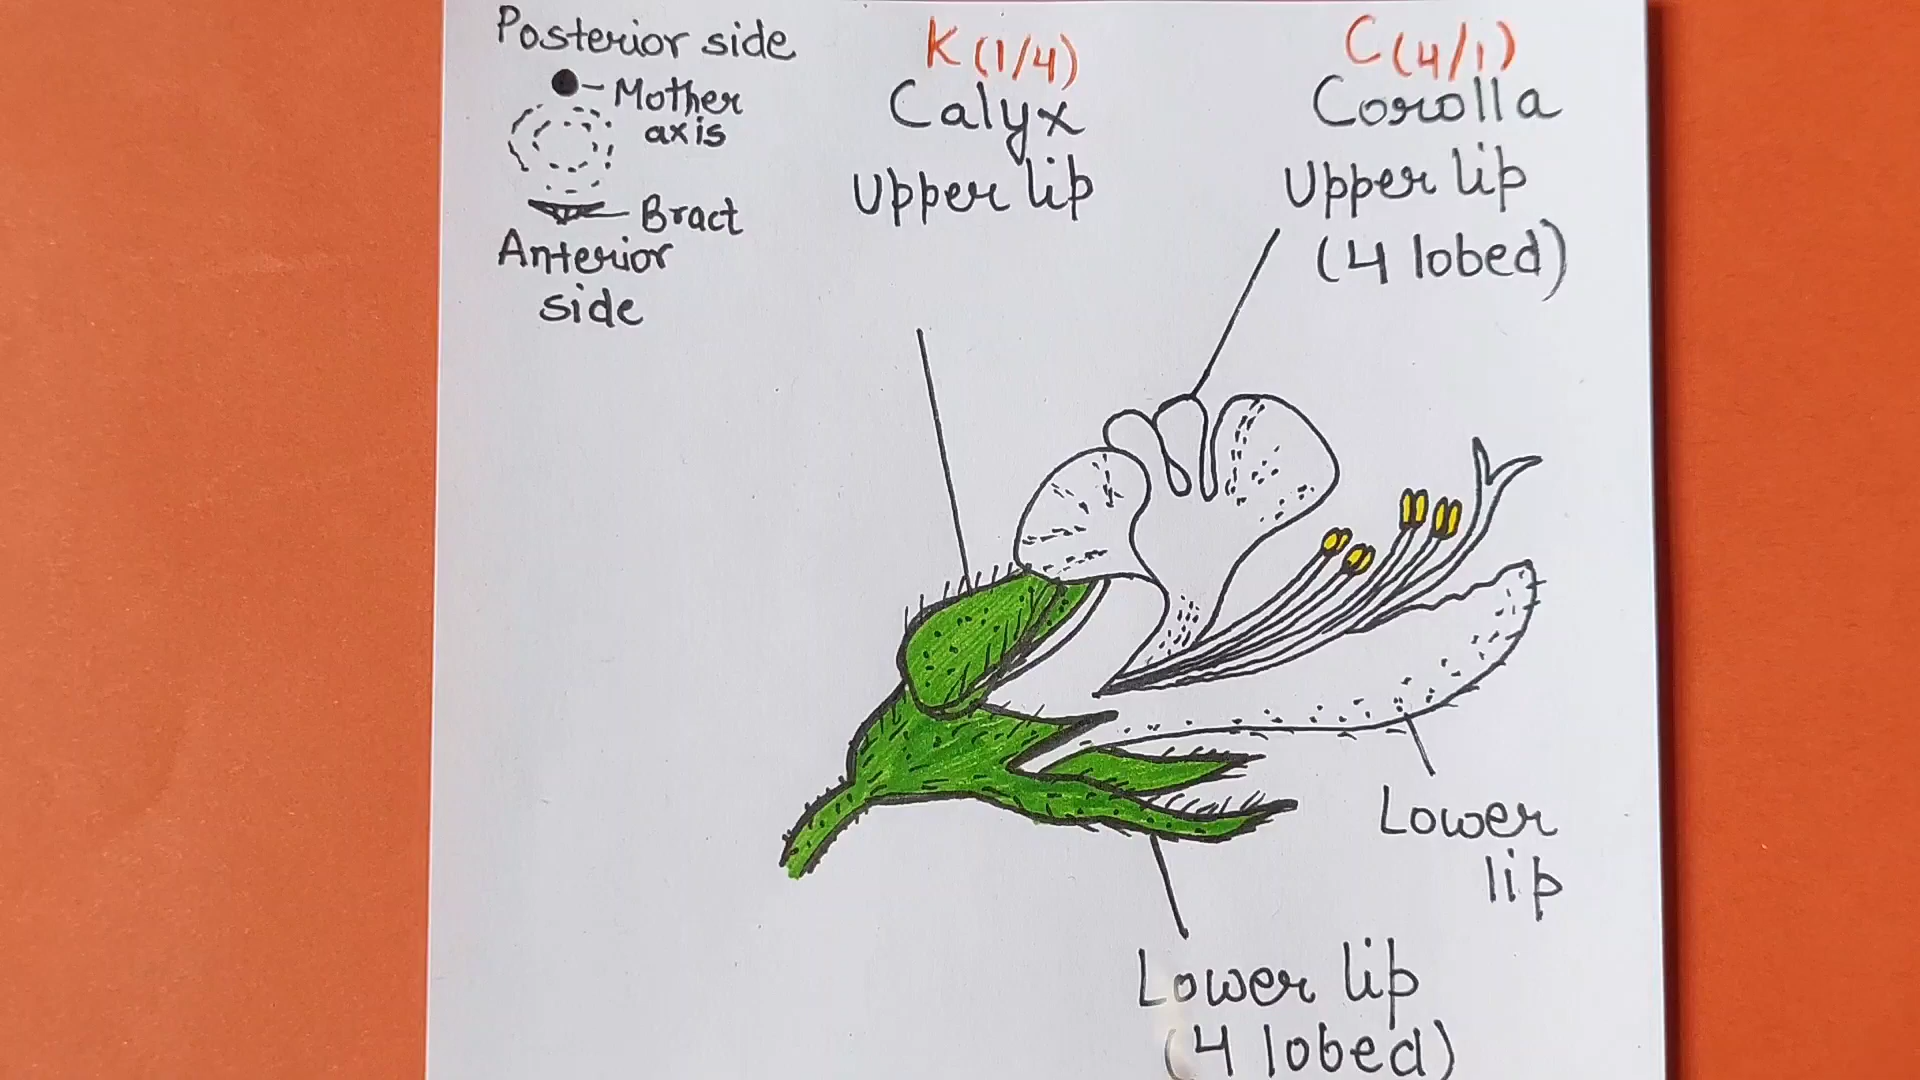 Posterior side
Mother
axis
Bract
Anterior
side
K(1/4)
Calyx
Upper lip
C(4/1)
Corolla
Upper lip
(4 lobed)
Lower
lip
Lower lip
(4 lobed)